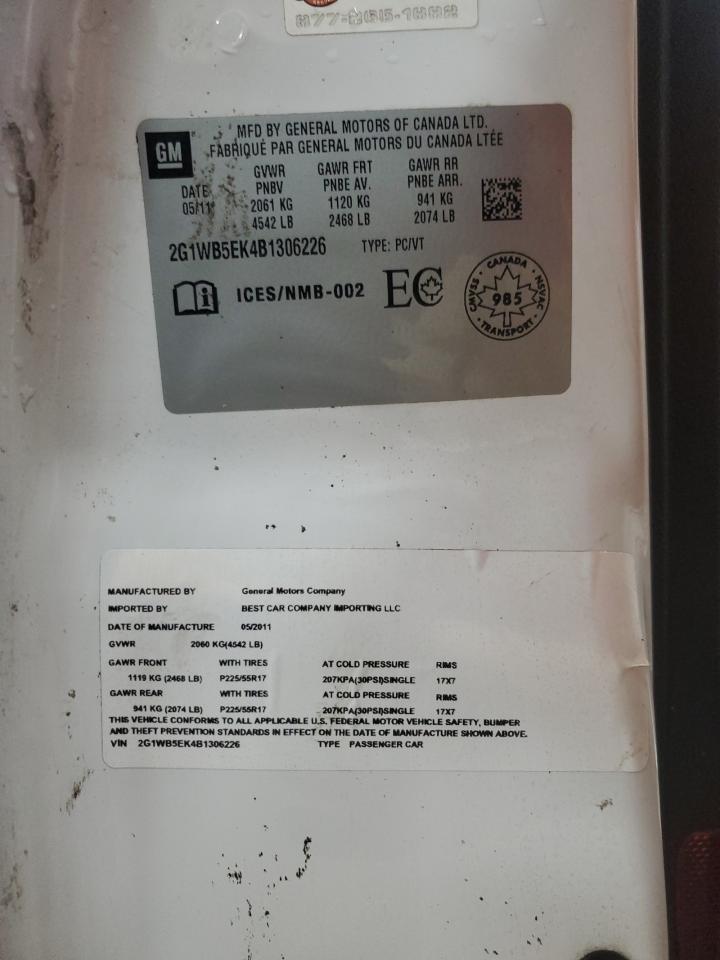 MFD BY GENERAL MOTORS OF CANADA LTD.
FABRIQUÉ PAR GENERAL MOTORS DU CANADA LTÉE
GM
DATE GVWR GAWR FRT GAWR RR
PNBV PNBE AV. PNBE ARR.
05/11 2061 KG 1120 KG 941 KG
4542 LB 2468 LB 2074 LB
2G1WB5EK4B1306226 TYPE: PC/VT
ICES/NMB-002 EC
CANADA
CMVSS 985 NSVAC
TRANSPORT
MANUFACTURED BY General Motors Company
IMPORTED BY BEST CAR COMPANY IMPORTING LLC
DATE OF MANUFACTURE 05/2011
GVWR 2060 KG(4542 LB)
GAWR FRONT WITH TIRES AT COLD PRESSURE RIMS
1119 KG (2468 LB) P225/55R17 207KPA(30PSI)SINGLE 17X7
GAWR REAR WITH TIRES AT COLD PRESSURE RIMS
941 KG (2074 LB) P225/55R17 207KPA(30PSI)SINGLE 17X7
THIS VEHICLE CONFORMS TO ALL APPLICABLE U.S. FEDERAL MOTOR VEHICLE SAFETY, BUMPER
AND THEFT PREVENTION STANDARDS IN EFFECT ON THE DATE OF MANUFACTURE SHOWN ABOVE.
VIN 2G1WB5EK4B1306226 TYPE PASSENGER CAR